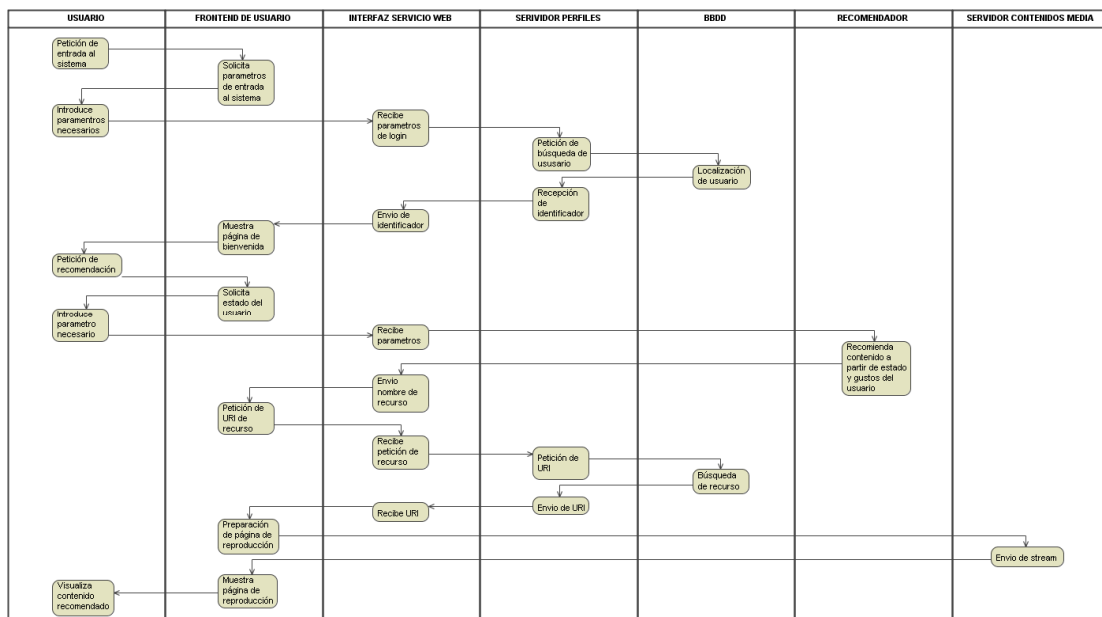 USUARIO
FRONTEND DE USUARIO
INTERFAZ SERVICIO WEB
SERIVIDOR PERFILES
BBDD
RECOMENDADOR
SERVIDOR CONTENIDOS MEDIA
Petición de
entrada al
sistema
Solicita
parametros
de entrada
al sistema
Introduce
paramentros
necesarios
Recibe
parametros
de login
Petición de
búsqueda de
ususario
Localización
de usuario
Recepción
de
identificador
Envio de
identificador
Muestra
página de
bienvenida
Petición de
recomendación
Solicita
estado del
usuario
Introduce
parametro
necesario
Recibe
parametros
Recomienda
contenido a
partir de estado
y gustos del
usuario
Envio
nombre de
recurso
Petición de
URI de
recurso
Recibe
petición de
recurso
Petición de
URI
Búsqueda
de recurso
Envio de URI
Recibe URI
Preparación
de página de
reproducción
Envio de stream
Muestra
página de
reproducción
Visualiza
contenido
recomendado